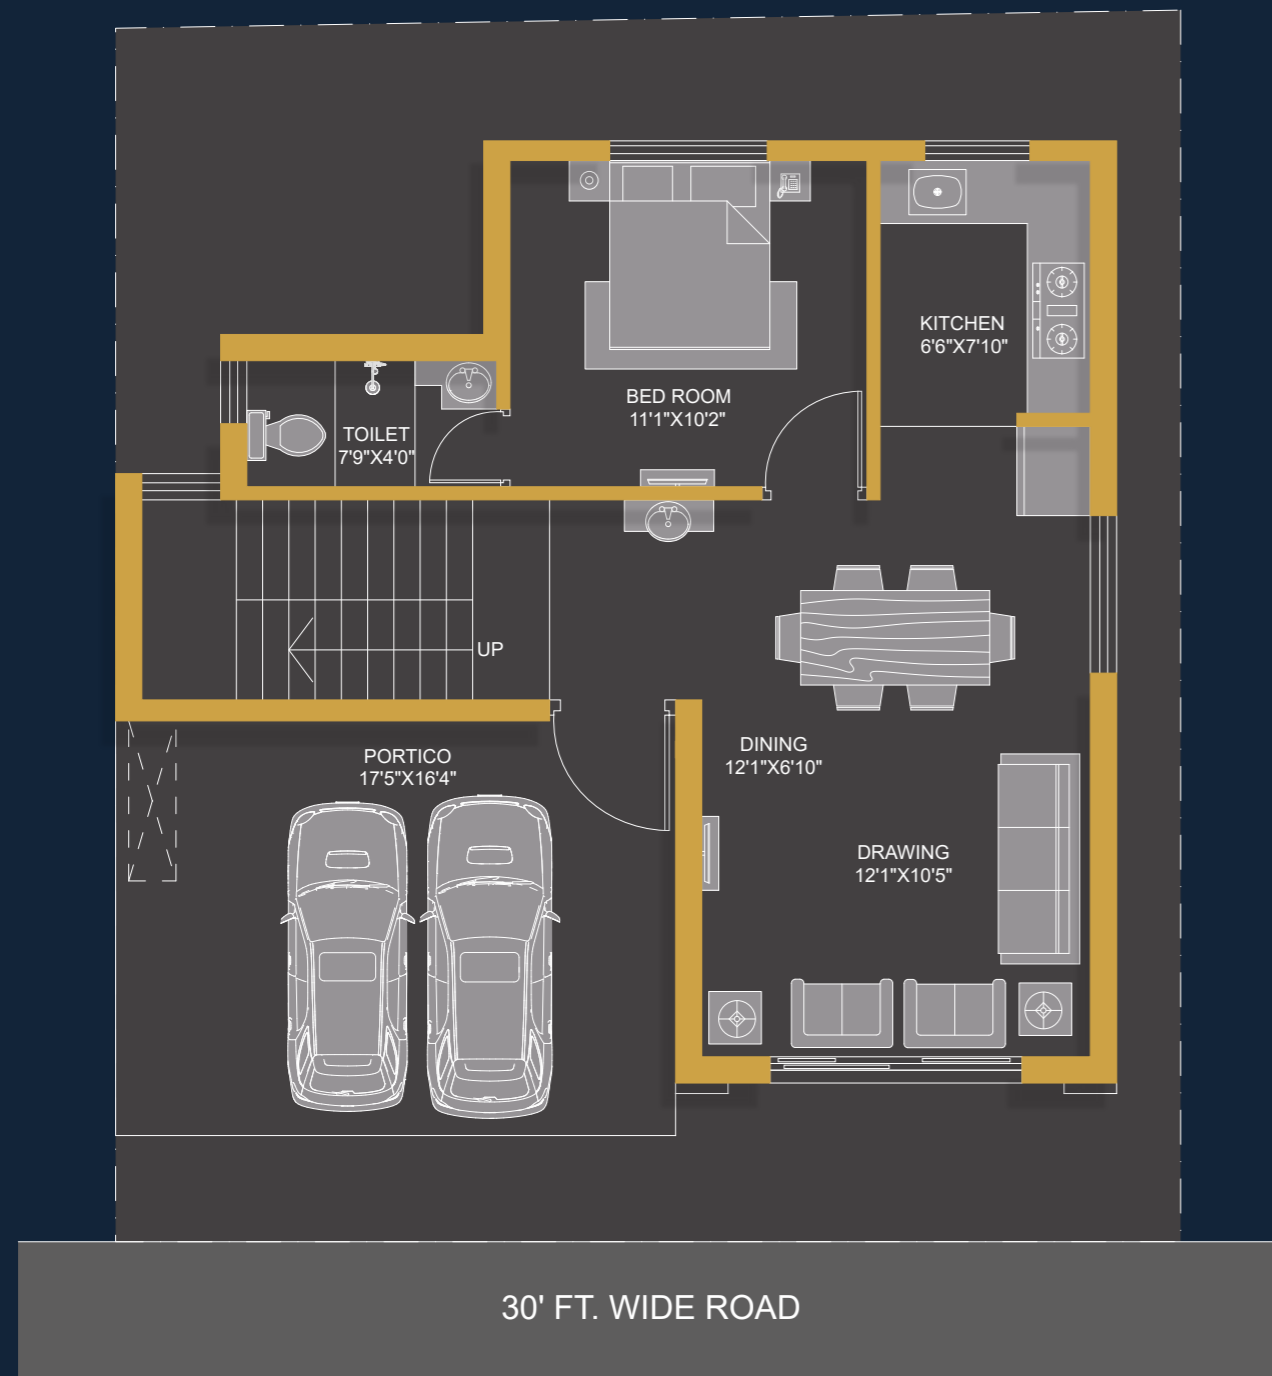 KITCHEN
6'6"X7'10"
BED ROOM
11'1"X10'2"
TOILET
7'9"X4'0"
UP
PORTICO
17'5"X16'4"
DINING
12'1"X6'10"
DRAWING
12'1"X10'5"
30' FT. WIDE ROAD